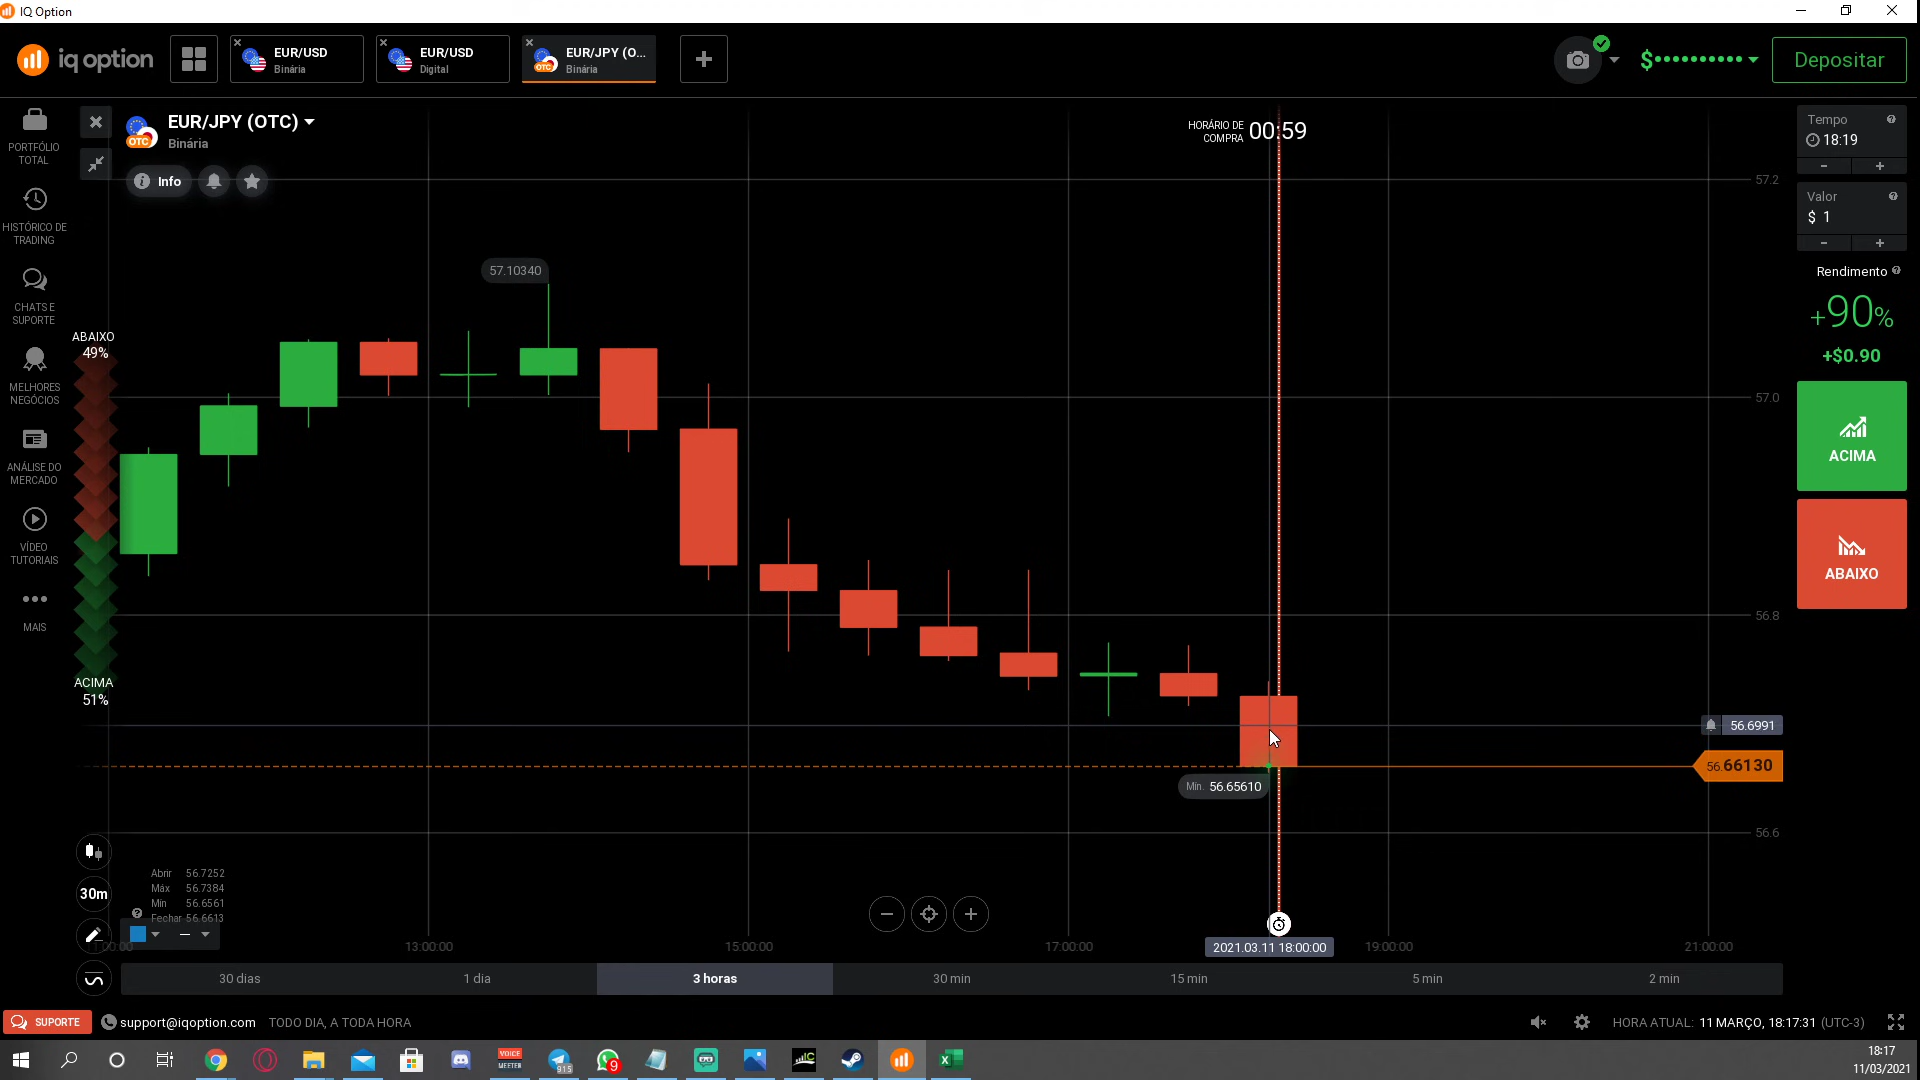 IQ Option
iq option
EUR/USD
Binária
EUR/USD
Digital
EUR/JPY (O...
Binária
OTC
$
Depositar
PORTFÓLIO
TOTAL
HISTÓRICO DE
TRADING
CHATS E
SUPORTE
MELHORES
NEGÓCIOS
ANÁLISE DO
MERCADO
VÍDEO
TUTORIAIS
MAIS
OTC
EUR/JPY (OTC)
Binária
Info
HORÁRIO DE
COMPRA
00:59
ABAIXO
49%
ACIMA
51%
57.10340
57.2
57.0
56.8
56.6991
56.66130
56.6
Mín. 56.65610
Tempo
18:19
- +
Valor
$ 1
- +
Rendimento
+90%
+$0.90
ACIMA
ABAIXO
30m
Abrir 56.7252
Máx 56.7384
Mín 56.6561
Fechar 56.6613
13:00:00
15:00:00
17:00:00
2021.03.11 18:00:00
19:00:00
21:00:00
30 dias
1 dia
3 horas
30 min
15 min
5 min
2 min
SUPORTE
support@iqoption.com
TODO DIA, A TODA HORA
HORA ATUAL: 11 MARÇO, 18:17:31 (UTC-3)
VOICE
MEETER
915
9
18:17
11/03/2021